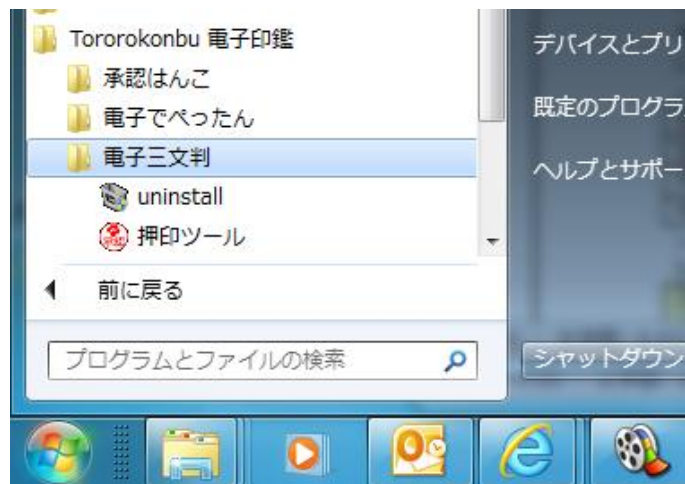 Tororokonbu 電子印鑑
承認はんこ
電子でぺったん
電子三文判
uninstall
押印ツール
前に戻る
プログラムとファイルの検索
デバイスとプリ
既定のプログラ
ヘルプとサポー
シャットダウン